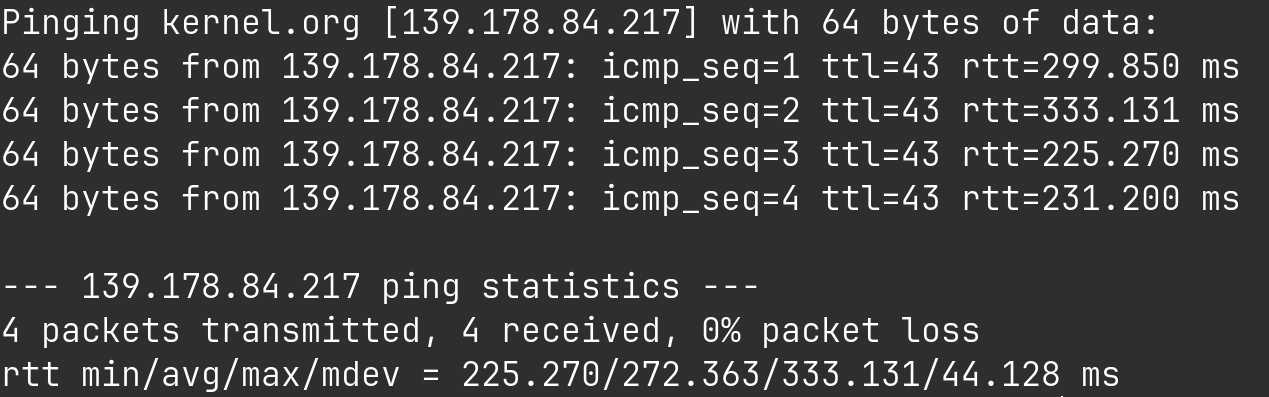 Pinging kernel.org [139.178.84.217] with 64 bytes of data:
64 bytes from 139.178.84.217: icmp_seq=1 ttl=43 rtt=299.850 ms
64 bytes from 139.178.84.217: icmp_seq=2 ttl=43 rtt=333.131 ms
64 bytes from 139.178.84.217: icmp_seq=3 ttl=43 rtt=225.270 ms
64 bytes from 139.178.84.217: icmp_seq=4 ttl=43 rtt=231.200 ms
--- 139.178.84.217 ping statistics ---
4 packets transmitted, 4 received, 0% packet loss
rtt min/avg/max/mdev = 225.270/272.363/333.131/44.128 ms